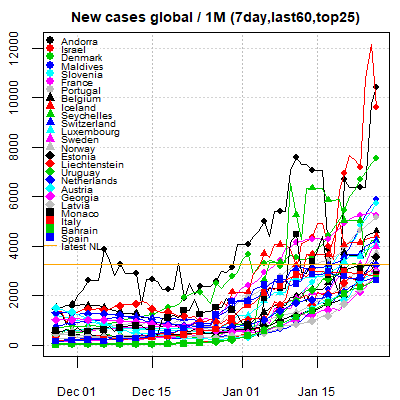 New cases global / 1M (7day,last60,top25)
12000
10000
8000
6000
4000
2000
0
Andorra
Israel
Denmark
Maldives
Slovenia
France
Portugal
Belgium
Iceland
Seychelles
Switzerland
Luxembourg
Sweden
Norway
Estonia
Liechtenstein
Uruguay
Netherlands
Austria
Georgia
Latvia
Monaco
Italy
Bahrain
Spain
latest NL
Dec 01
Dec 15
Jan 01
Jan 15